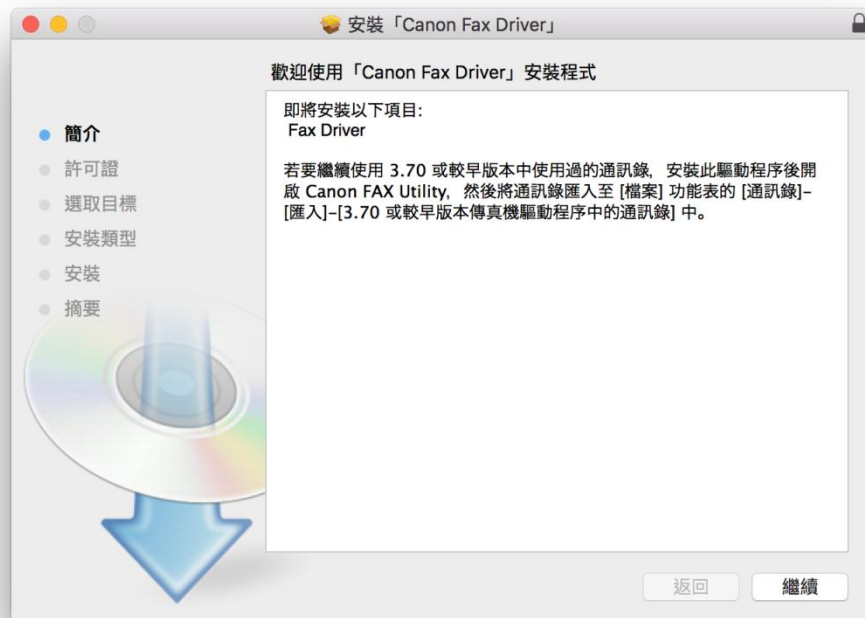 安裝「Canon Fax Driver」
歡迎使用「Canon Fax Driver」安裝程式
簡介
許可證
選取目標
安裝類型
安裝
摘要
即將安裝以下項目:
Fax Driver
若要繼續使用 3.70 或較早版本中使用過的通訊錄，安裝此驅動程序後開
啟 Canon FAX Utility，然後將通訊錄匯入至 [檔案] 功能表的 [通訊錄]–
[匯入]–[3.70 或較早版本傳真機驅動程序中的通訊錄] 中。
返回
繼續